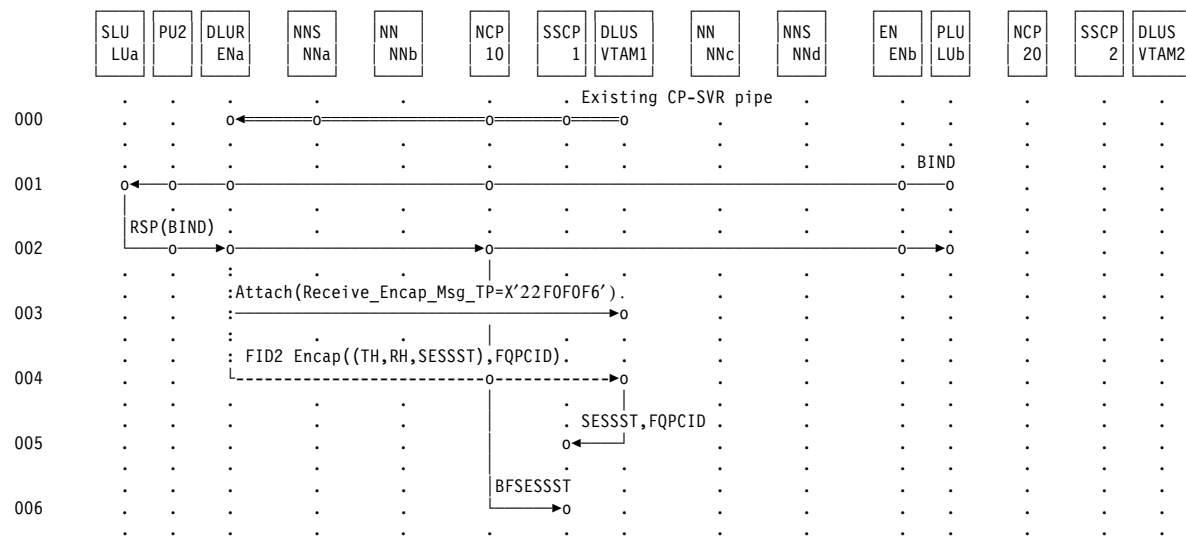 SLU PU2 DLUR NNS NN NCP SSCP DLUS NN NNS EN PLU NCP SSCP DLUS
LUa ENa NNa NNb 10 1 VTAM1 NNc NNd ENb LUb 20 2 VTAM2
Existing CP-SVR pipe
000
BIND
001
RSP(BIND)
002
:Attach(Receive_Encap_Msg_TP=X'22F0F0F6').
003
: FID2 Encap((TH,RH,SESSST),FQPCID).
004
SESSST,FQPCID
005
BFSESSST
006